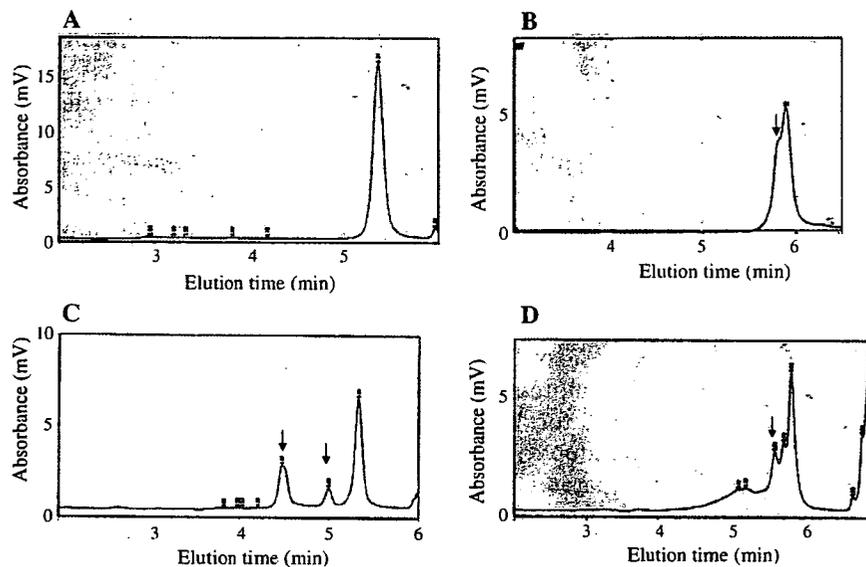 A
Absorbance (mV)
15
10
5
0
3 4 5
Elution time (min)
B
Absorbance (mV)
5
0
4 5 6
Elution time (min)
C
Absorbance (mV)
10
5
0
3 4 5 6
Elution time (min)
D
Absorbance (mV)
5
0
3 4 5 6
Elution time (min)